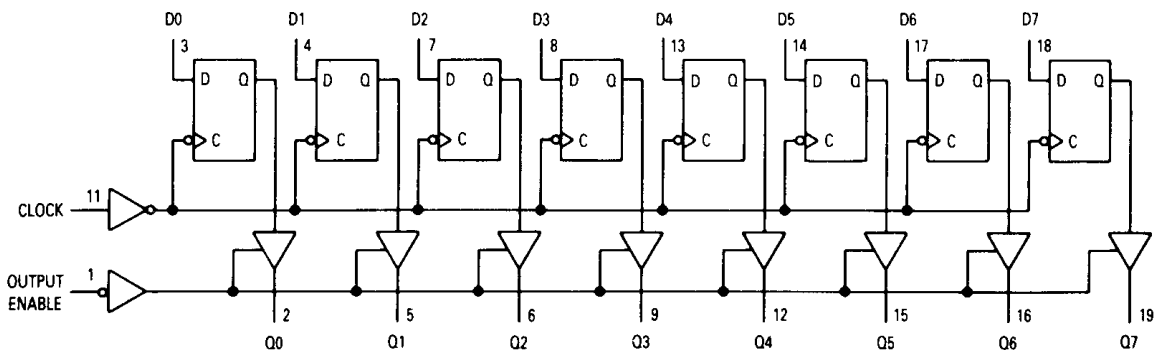 D0 D1 D2 D3 D4 D5 D6 D7
3 4 7 8 13 14 17 18
D Q D Q D Q D Q D Q D Q D Q D Q
C C C C C C C C
CLOCK 11
OUTPUT ENABLE 1
2 5 6 9 12 15 16 19
Q0 Q1 Q2 Q3 Q4 Q5 Q6 Q7